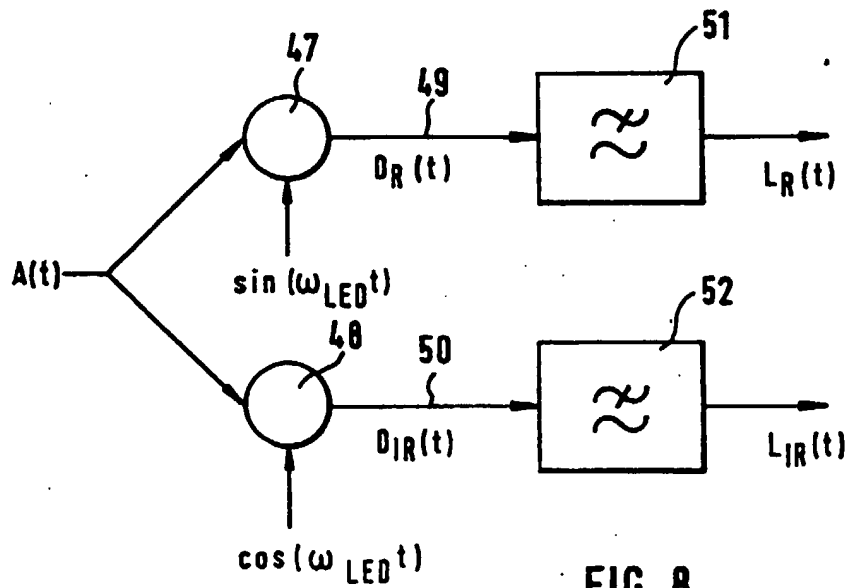 47
49
51
D_R(t)
L_R(t)
A(t)
sin(ω_LED t)
48
50
52
D_IR(t)
L_IR(t)
cos(ω_LED t)
FIG. 8